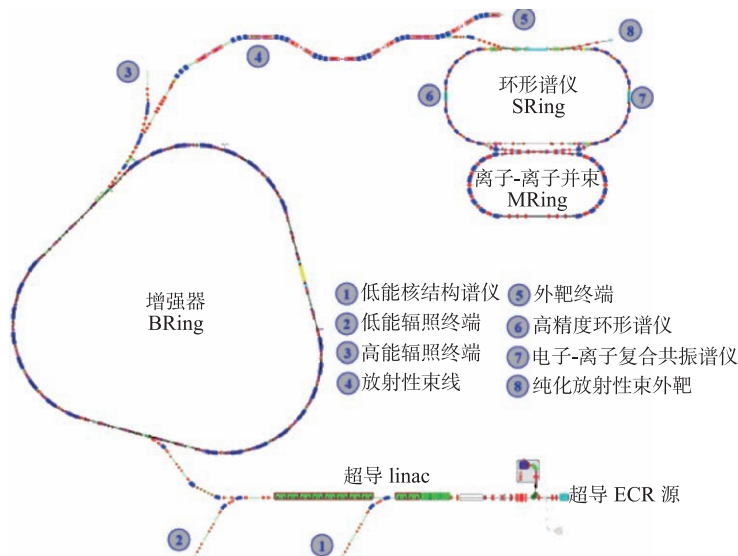 5
8
4
3
环形谱仪
SRing
6
7
离子-离子并束
MRing
增强器
BRing
1 低能核结构谱仪
2 低能辐照终端
3 高能辐照终端
4 放射性束线
5 外靶终端
6 高精度环形谱仪
7 电子-离子复合共振谱仪
8 纯化放射性束外靶
超导 linac
超导 ECR 源
2
1